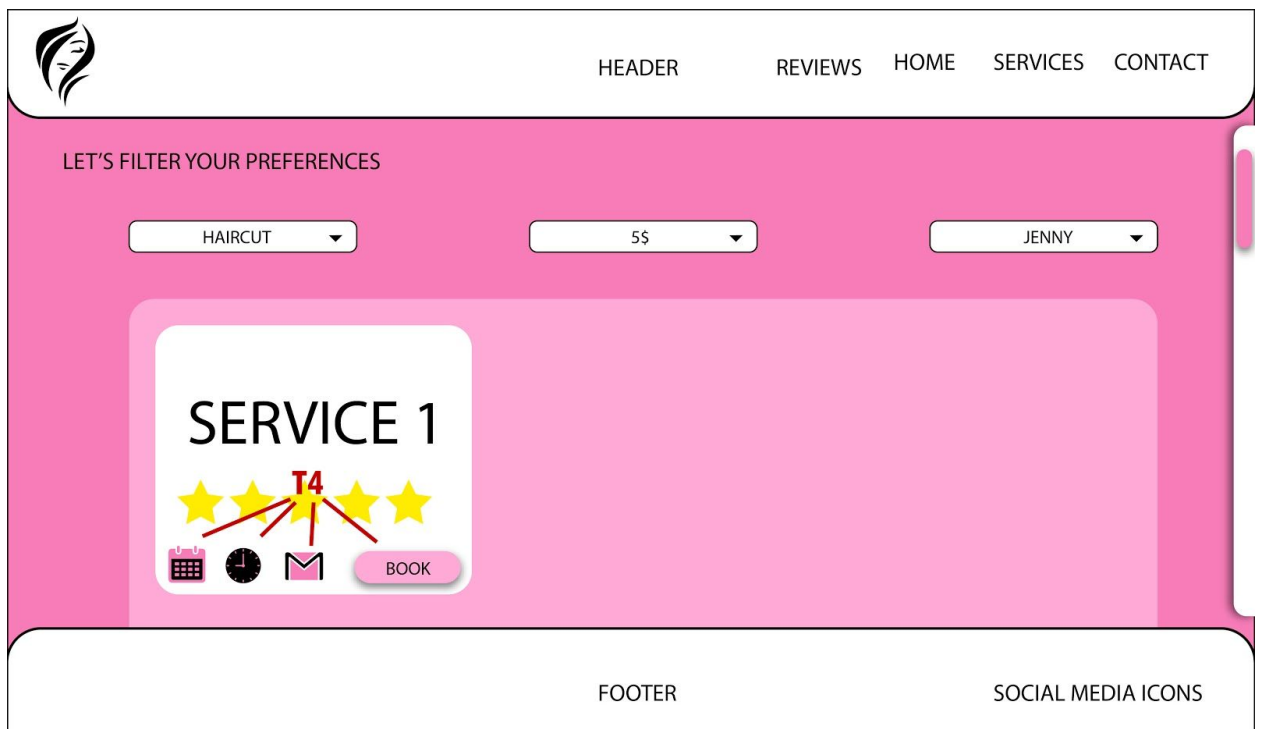 HEADER REVIEWS HOME SERVICES CONTACT
LET'S FILTER YOUR PREFERENCES
HAIRCUT 5$ JENNY
SERVICE 1
T4
BOOK
FOOTER SOCIAL MEDIA ICONS